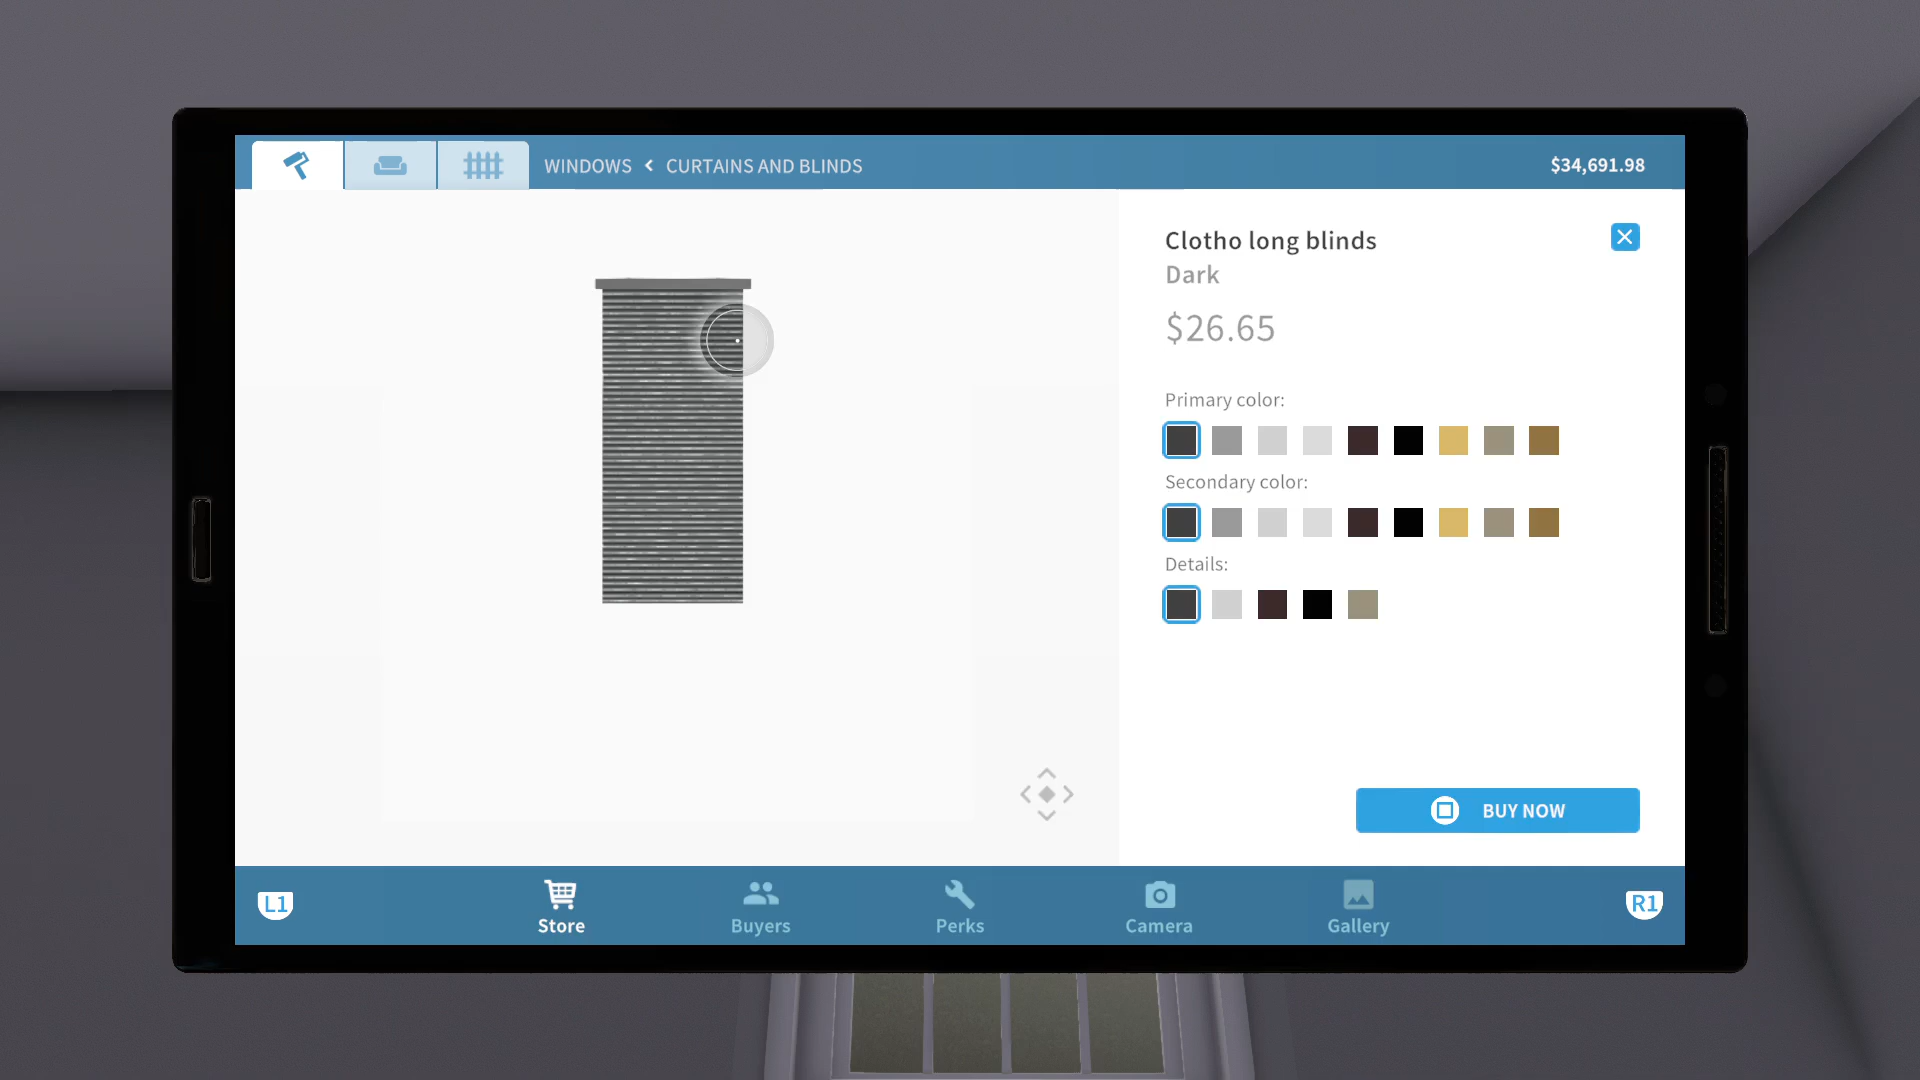 WINDOWS < CURTAINS AND BLINDS
$34,691.98
Clotho long blinds
Dark
$26.65
Primary color:
Secondary color:
Details:
BUY NOW
L1
Store
Buyers
Perks
Camera
Gallery
R1